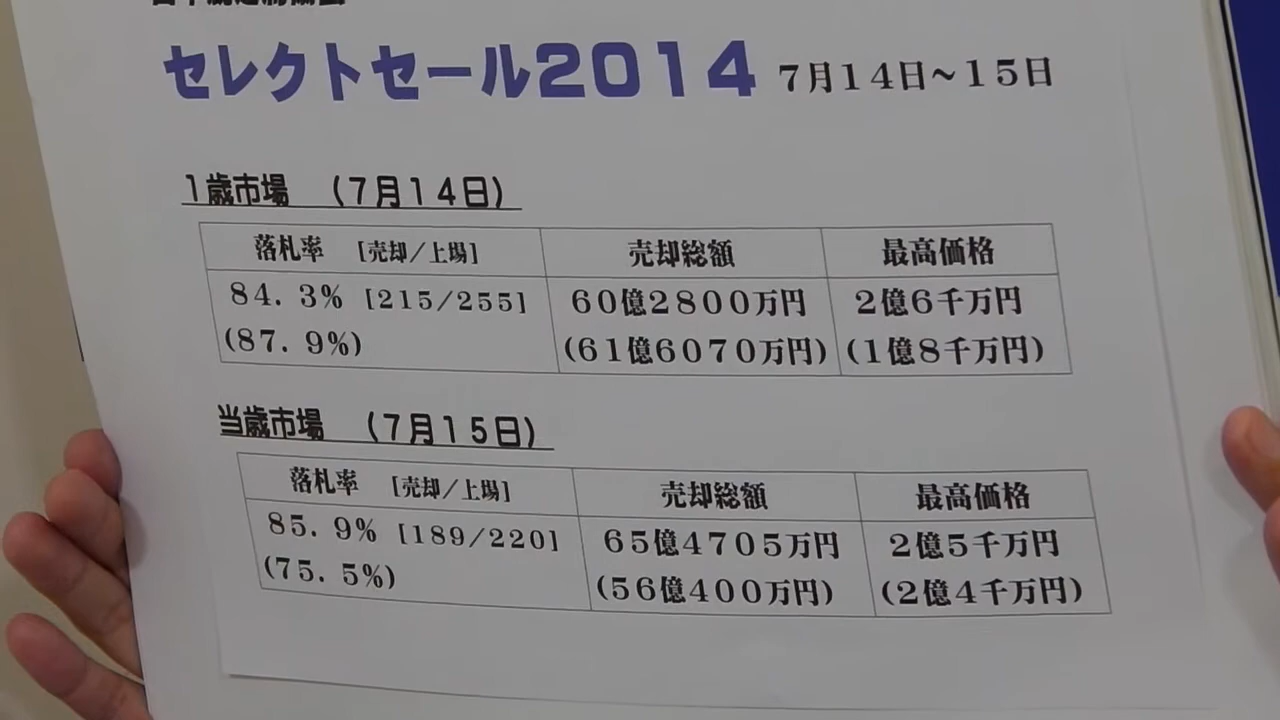 セレクトセール2014 7月14日~15日
1歳市場 (7月14日)
落札率 [売却/上場] 売却総額 最高価格
84.3% [215/255] 60億2800万円 2億6千万円
(87.9%) (61億6070万円) (1億8千万円)
当歳市場 (7月15日)
落札率 [売却/上場] 売却総額 最高価格
85.9% [189/220] 65億4705万円 2億5千万円
(75.5%) (56億400万円) (2億4千万円)